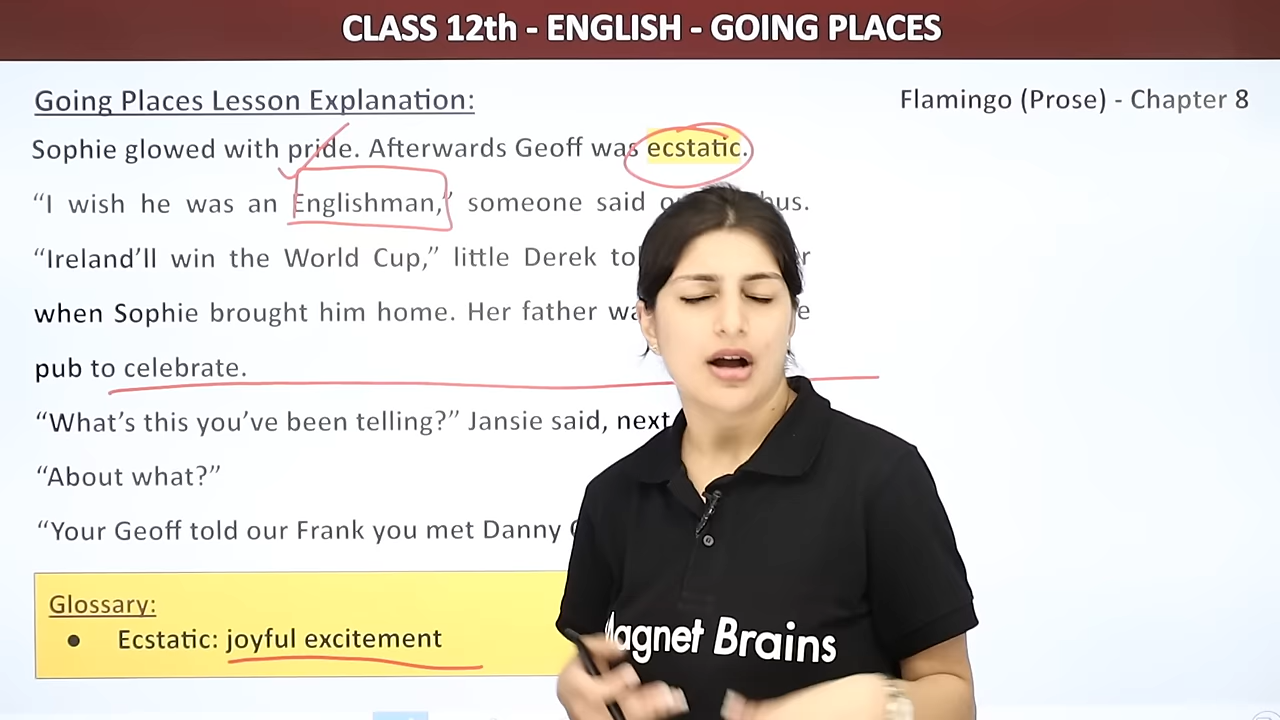 CLASS 12th - ENGLISH - GOING PLACES
Going Places Lesson Explanation:
Flamingo (Prose) - Chapter 8
Sophie glowed with pride. Afterwards Geoff was ecstatic.
“I wish he was an Englishman,” someone said
“Ireland’ll win the World Cup,” little Derek
when Sophie brought him home. Her father
pub to celebrate.
“What’s this you’ve been telling?” Jansie said, next
“About what?”
“Your Geoff told our Frank you met Danny
Glossary:
● Ecstatic: joyful excitement
Magnet Brains